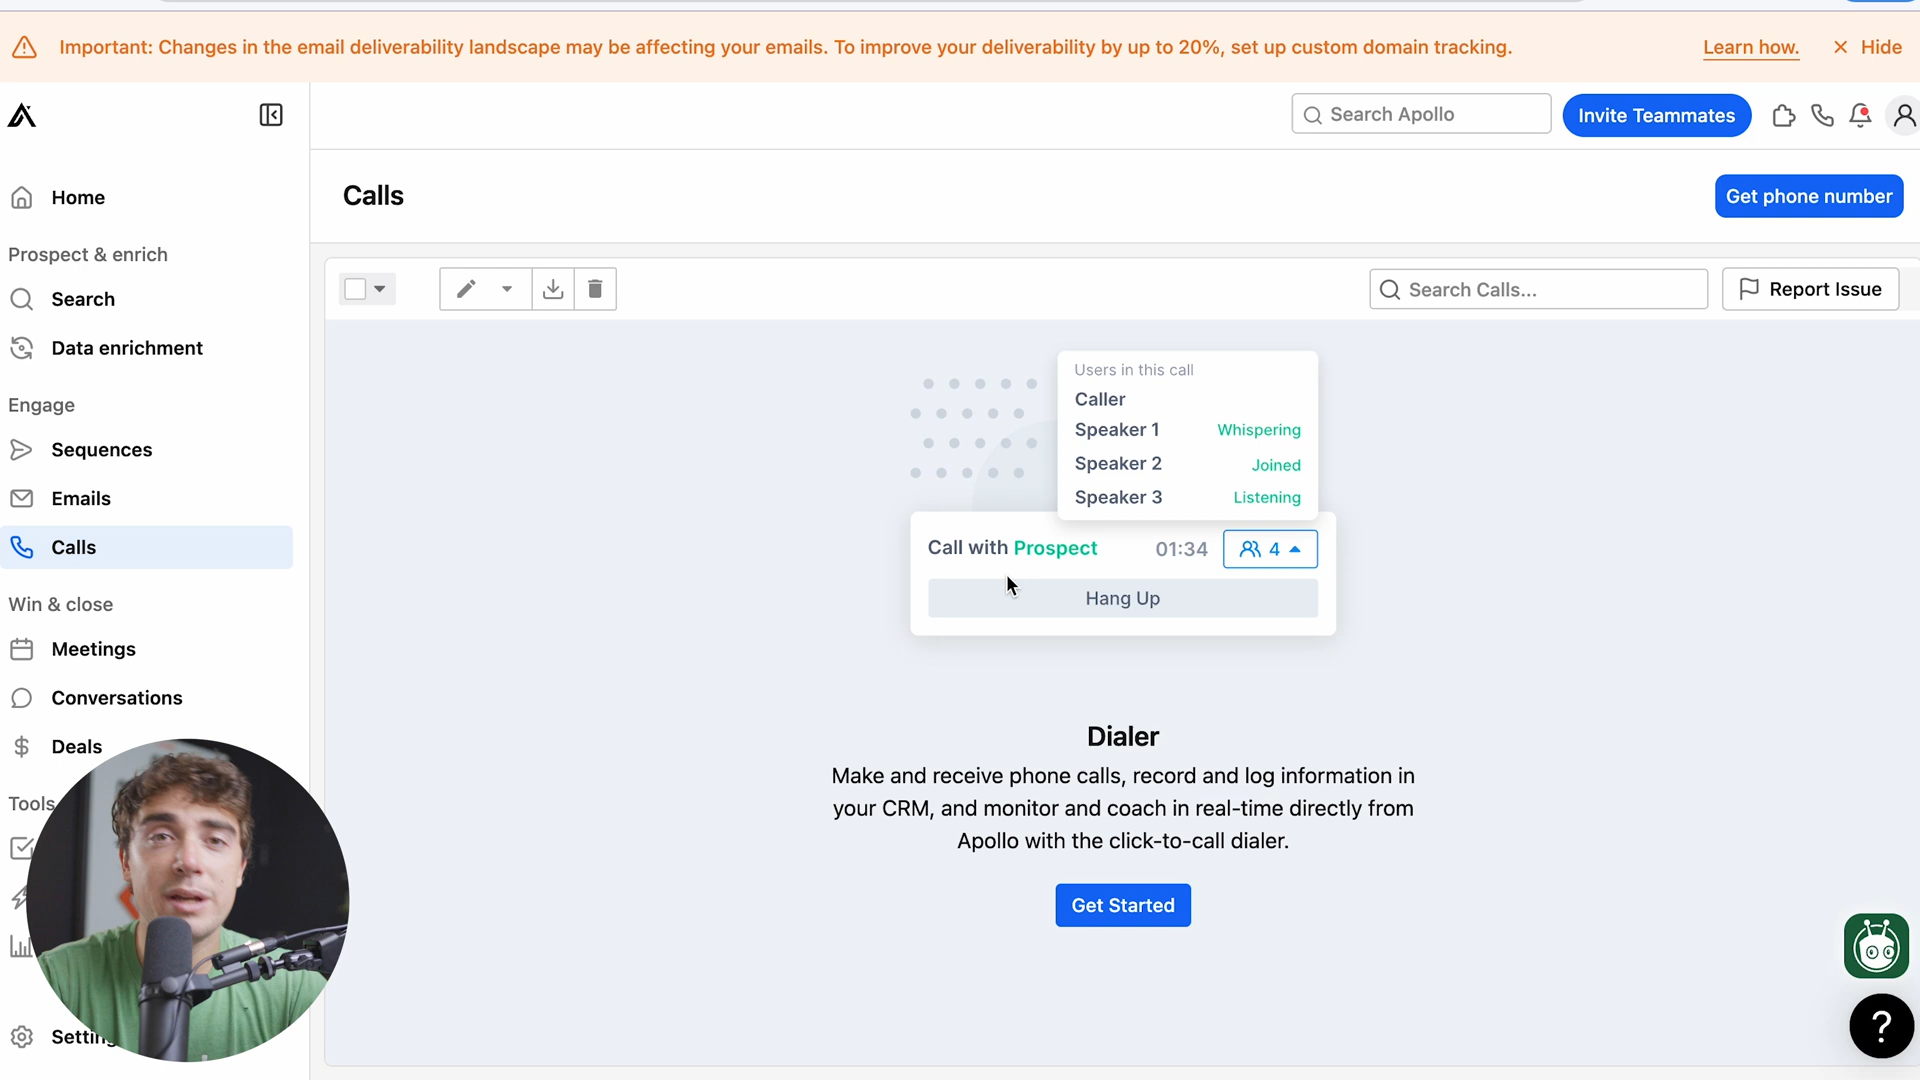 Important: Changes in the email deliverability landscape may be affecting your emails. To improve your deliverability by up to 20%, set up custom domain tracking.
Learn how.
Hide
Search Apollo
Invite Teammates
Home
Calls
Get phone number
Prospect & enrich
Search
Data enrichment
Search Calls...
Report Issue
Engage
Sequences
Emails
Calls
Users in this call
Caller
Speaker 1 Whispering
Speaker 2 Joined
Speaker 3 Listening
Call with Prospect 01:34 4
Hang Up
Win & close
Meetings
Conversations
Deals
Tools
Dialer
Make and receive phone calls, record and log information in
your CRM, and monitor and coach in real-time directly from
Apollo with the click-to-call dialer.
Get Started
?